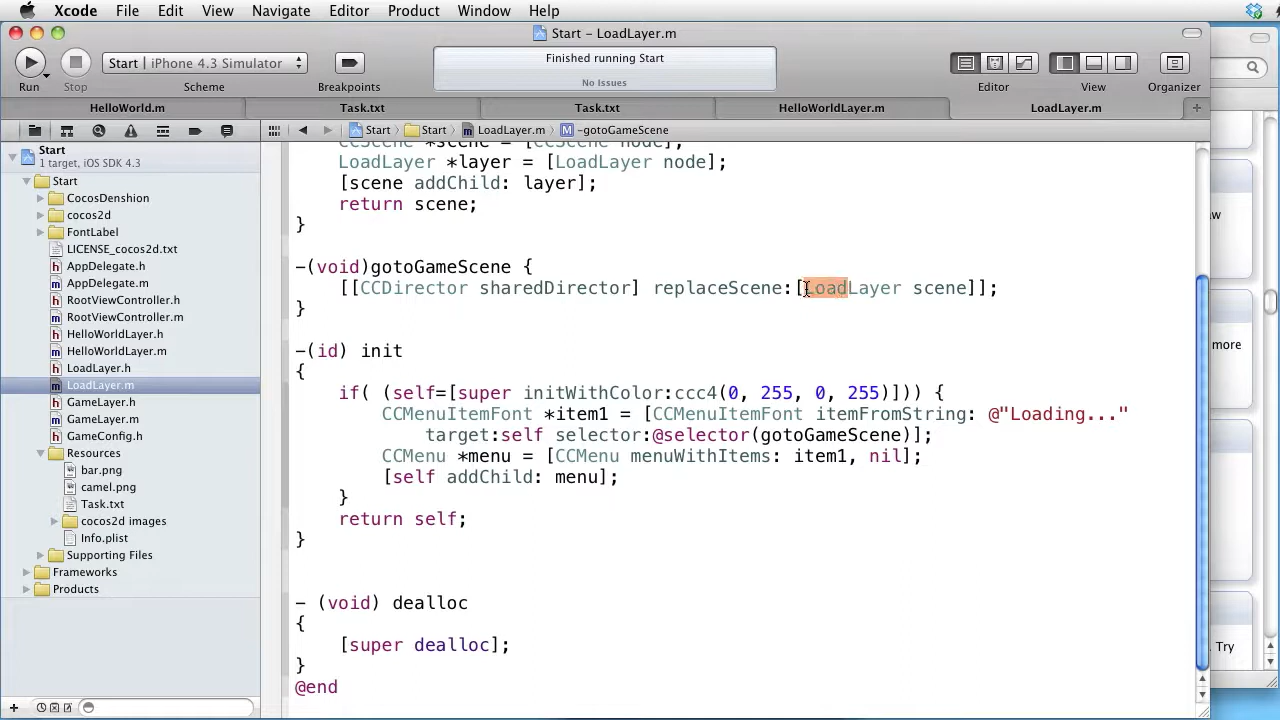 Xcode File Edit View Navigate Editor Product Window Help
Start – LoadLayer.m
Start | iPhone 4.3 Simulator
Finished running Start
No Issues
Run Stop Scheme Breakpoints Editor View Organizer
HelloWorld.m Task.txt Task.txt HelloWorldLayer.m LoadLayer.m
Start Start LoadLayer.m -gotoGameScene
Start
1 target, iOS SDK 4.3
Start
CocosDenshion
cocos2d
FontLabel
LICENSE_cocos2d.txt
AppDelegate.h
AppDelegate.m
RootViewController.h
RootViewController.m
HelloWorldLayer.h
HelloWorldLayer.m
LoadLayer.h
LoadLayer.m
GameLayer.h
GameLayer.m
GameConfig.h
Resources
bar.png
camel.png
Task.txt
cocos2d images
Info.plist
Supporting Files
Frameworks
Products
CCScene *scene = [CCScene node];
LoadLayer *layer = [LoadLayer node];
[scene addChild: layer];
return scene;
}
-(void)gotoGameScene {
[[CCDirector sharedDirector] replaceScene:[LoadLayer scene]];
}
-(id) init
{
if( (self=[super initWithColor:ccc4(0, 255, 0, 255)])) {
CCMenuItemFont *item1 = [CCMenuItemFont itemFromString: @"Loading..."
target:self selector:@selector(gotoGameScene)];
CCMenu *menu = [CCMenu menuWithItems: item1, nil];
[self addChild: menu];
}
return self;
}
- (void) dealloc
{
[super dealloc];
}
@end
more
Try